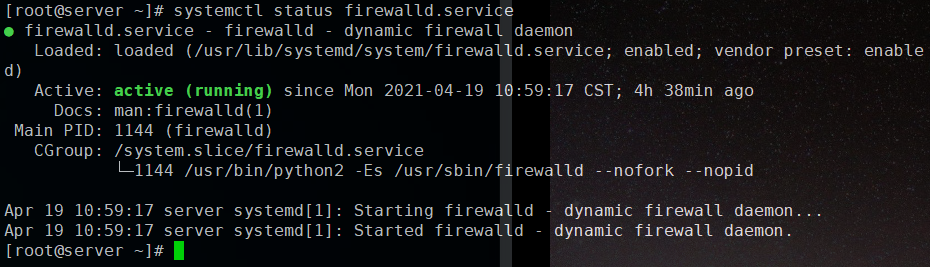 [root@server ~]# systemctl status firewalld.service
● firewalld.service - firewalld - dynamic firewall daemon
   Loaded: loaded (/usr/lib/systemd/system/firewalld.service; enabled; vendor preset: enable
d)
   Active: active (running) since Mon 2021-04-19 10:59:17 CST; 4h 38min ago
     Docs: man:firewalld(1)
 Main PID: 1144 (firewalld)
   CGroup: /system.slice/firewalld.service
           └─1144 /usr/bin/python2 -Es /usr/sbin/firewalld --nofork --nopid
Apr 19 10:59:17 server systemd[1]: Starting firewalld - dynamic firewall daemon...
Apr 19 10:59:17 server systemd[1]: Started firewalld - dynamic firewall daemon.
[root@server ~]#